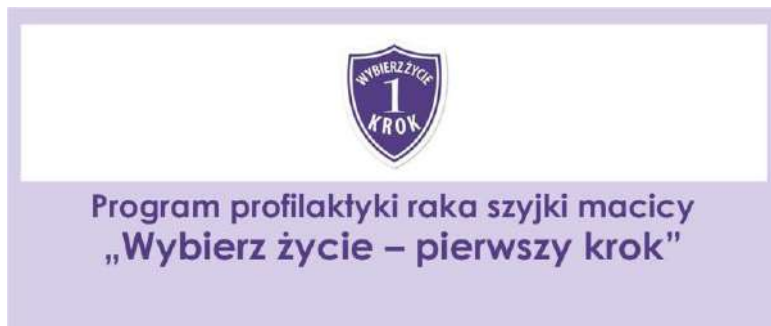 WYBIERZ ŻYCIE
1
KROK
Program profilaktyki raka szyjki macicy
„Wybierz życie – pierwszy krok”